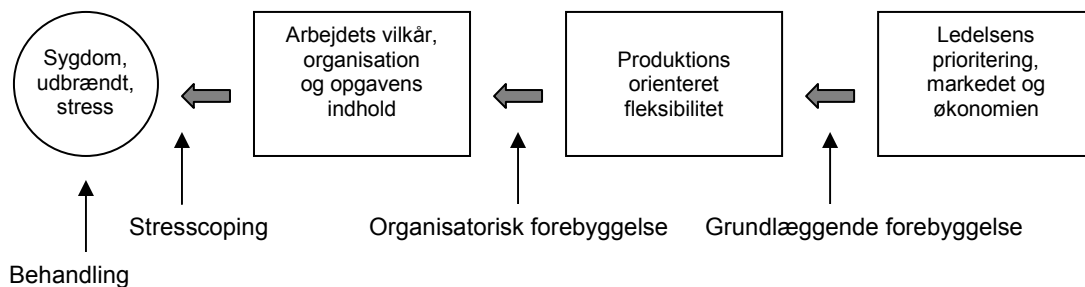 Sygdom,
udbrændt,
stress
Arbejdets vilkår,
organisation
og opgavens
indhold
Produktions
orienteret
fleksibilitet
Ledelsens
prioritering,
markedet og
økonomien
Stresscoping
Organisatorisk forebyggelse
Grundlæggende forebyggelse
Behandling